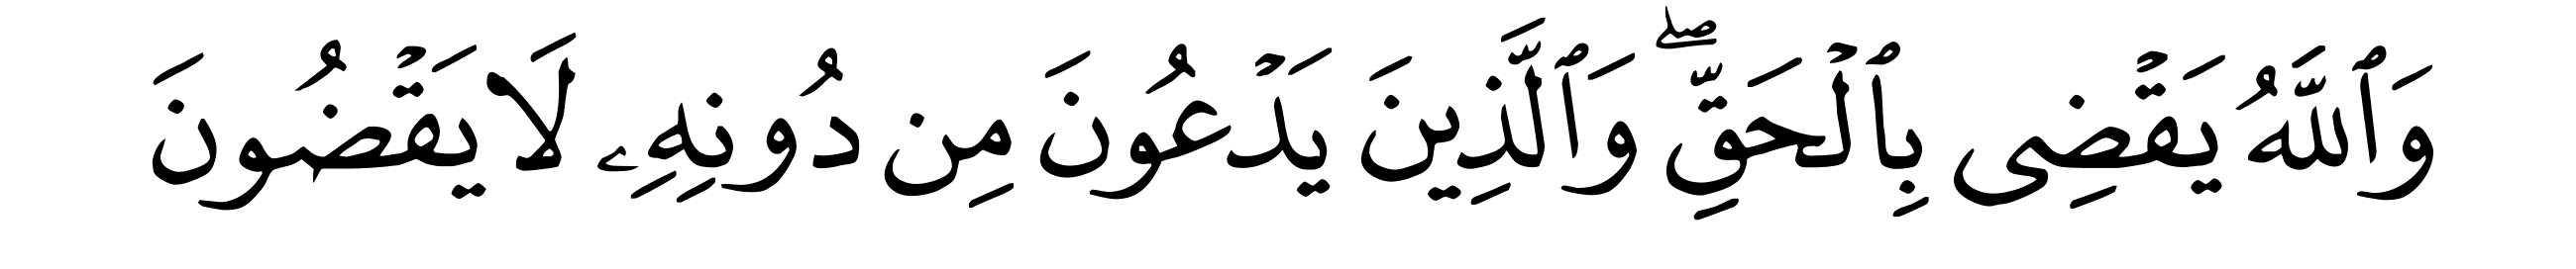 وَٱللَّهُ يَقْضِى بِٱلْحَقِّ ۖ وَٱلَّذِينَ يَدْعُونَ مِن دُونِهِۦ لَا يَقْضُونَ